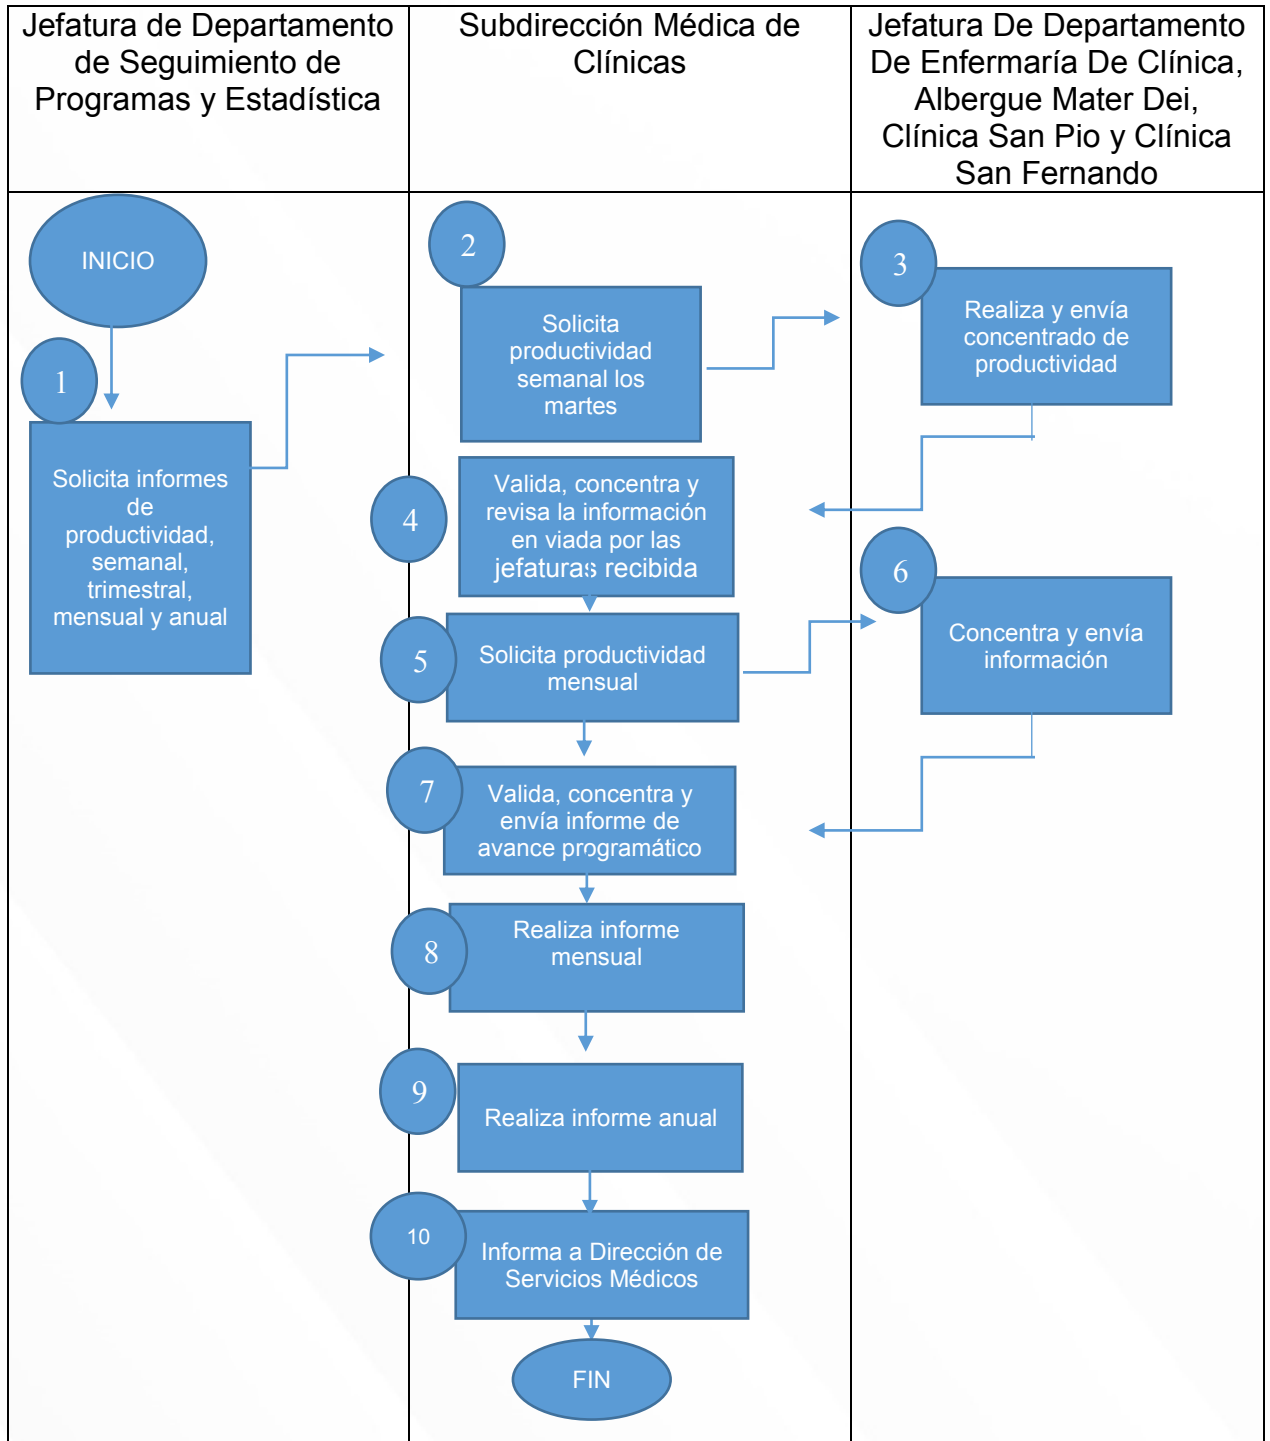 Jefatura de Departamento
de Seguimiento de
Programas y Estadística
Subdirección Médica de
Clínicas
Jefatura De Departamento
De Enfermaría De Clínica,
Albergue Mater Dei,
Clínica San Pio y Clínica
San Fernando
INICIO
1
Solicita informes
de
productividad,
semanal,
trimestral,
mensual y anual
2
Solicita
productividad
semanal los
martes
3
Realiza y envía
concentrado de
productividad
4
Valida, concentra y
revisa la información
en viada por las
jefaturas recibida
5
Solicita productividad
mensual
6
Concentra y envía
información
7
Valida, concentra y
envía informe de
avance programático
8
Realiza informe
mensual
9
Realiza informe anual
10
Informa a Dirección de
Servicios Médicos
FIN